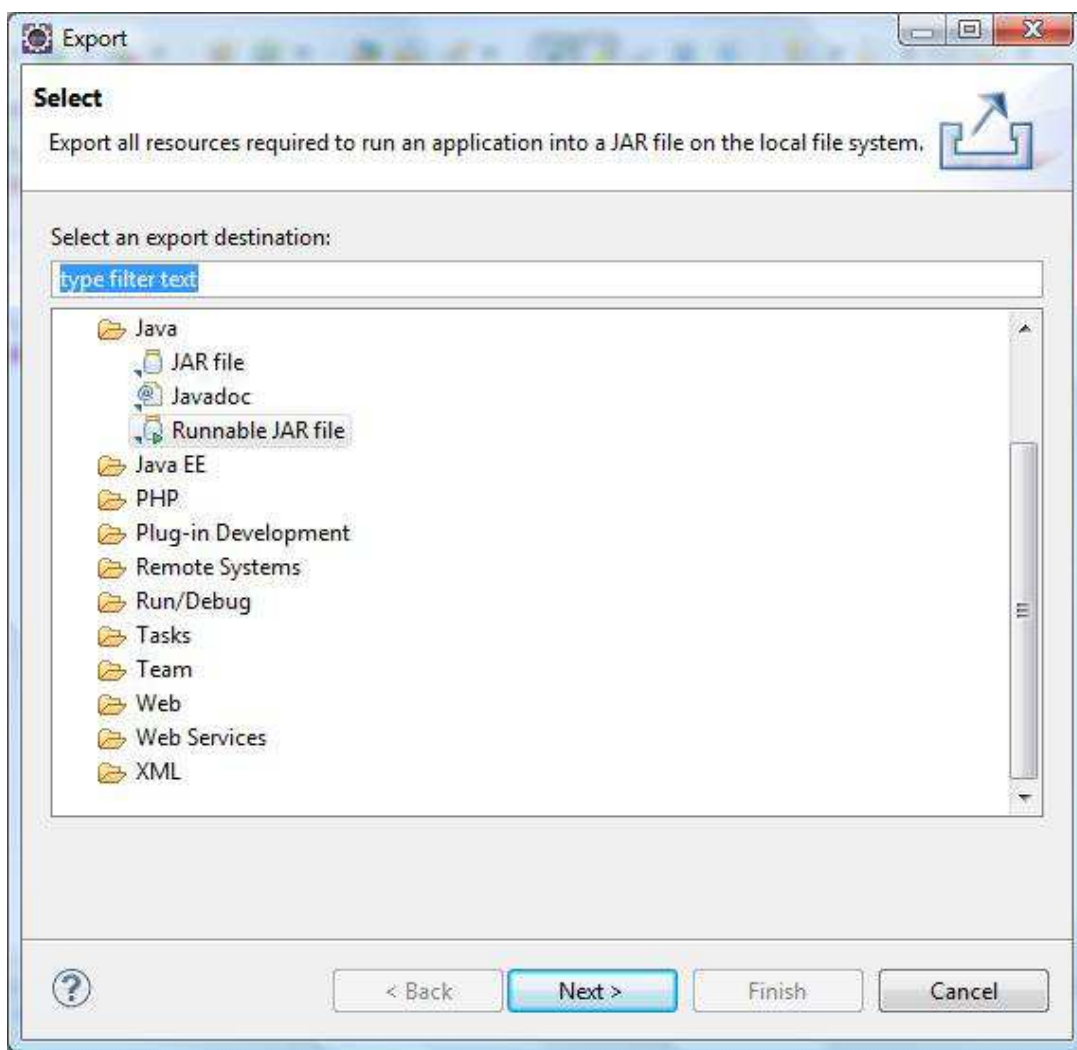 Export
Select
Export all resources required to run an application into a JAR file on the local file system.
Select an export destination:
type filter text
Java
JAR file
Javadoc
Runnable JAR file
Java EE
PHP
Plug-in Development
Remote Systems
Run/Debug
Tasks
Team
Web
Web Services
XML
< Back Next > Finish Cancel